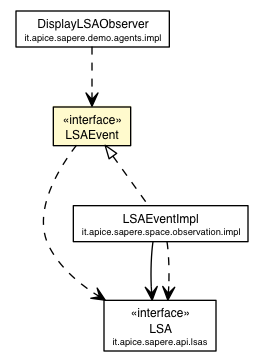 DisplayLSAObserver
it.apice.sapere.demo.agents.impl
«interface»
LSAEvent
LSAEventImpl
it.apice.sapere.space.observation.impl
«interface»
LSA
it.apice.sapere.api.lsas